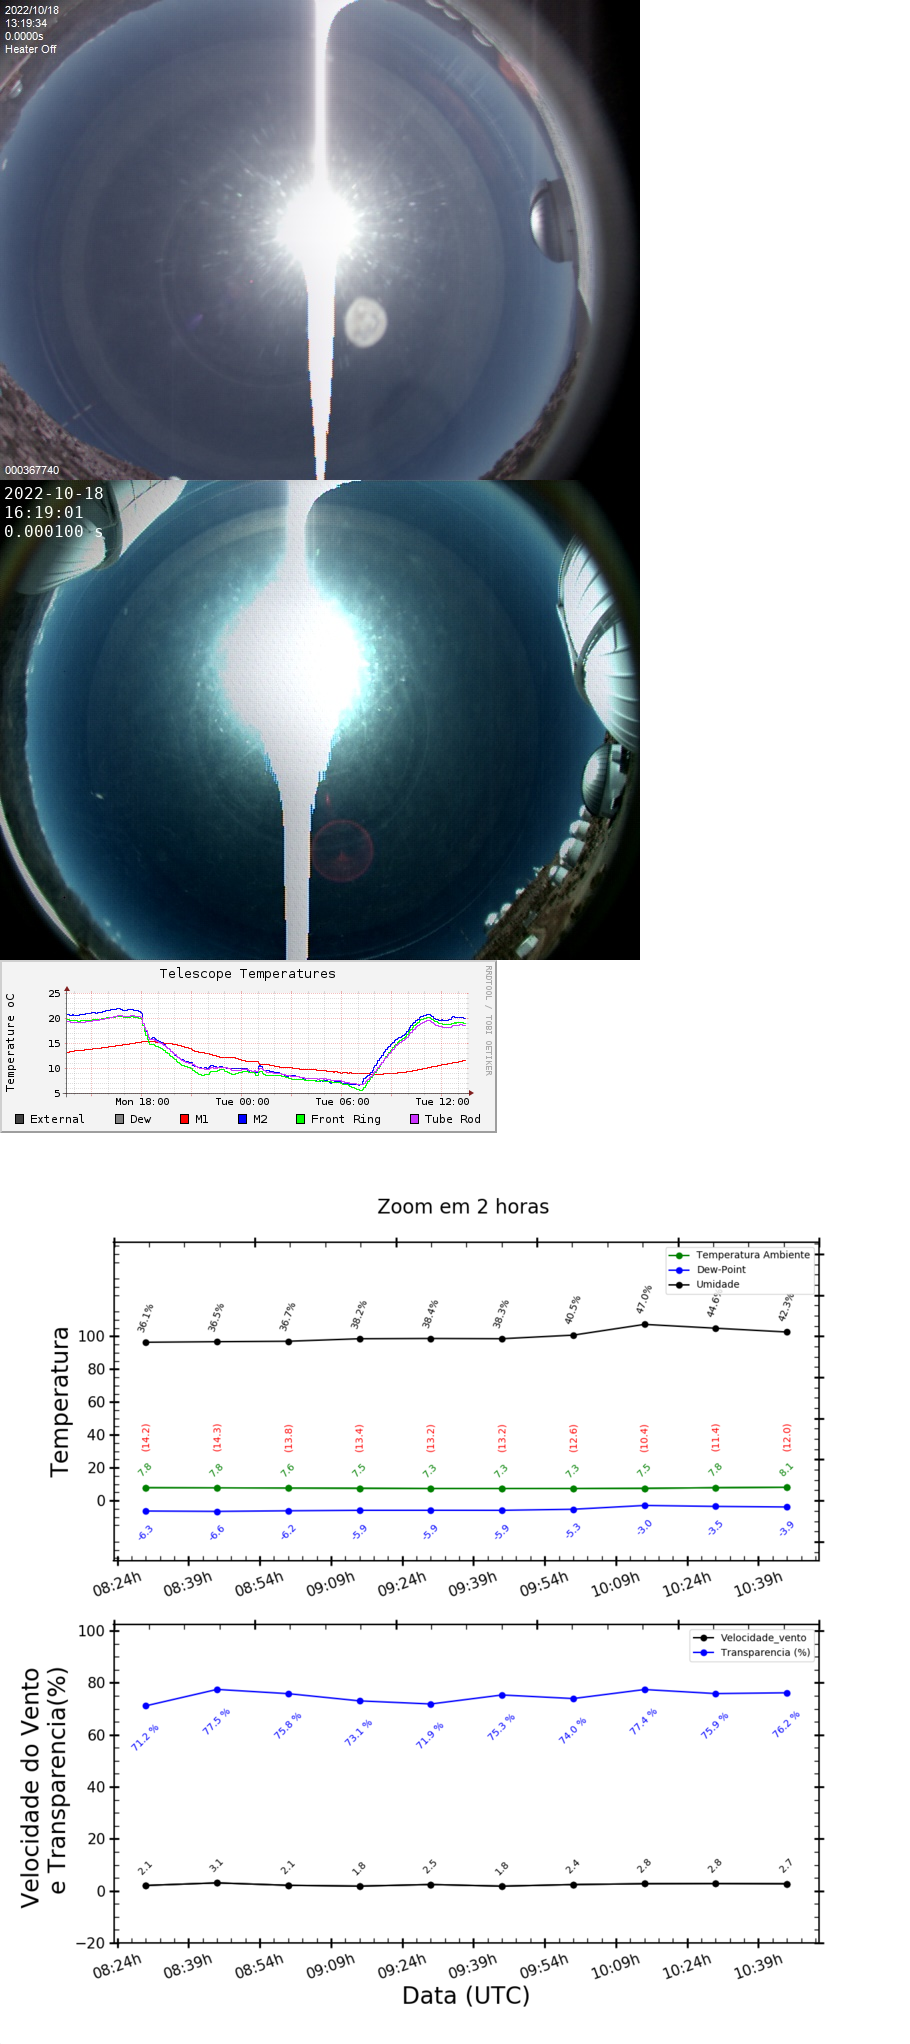 2022/10/18
13:19:34
0.0000s
Heater Off
000367740
2022-10-18
16:19:01
0.000100 s
Telescope Temperatures
RRDTOOL / TOBI OETIKER
Temperature oC
25
20
15
10
5
Mon 18:00 Tue 00:00 Tue 06:00 Tue 12:00
External Dew M1 M2 Front Ring Tube Rod
Zoom em 2 horas
Temperatura Ambiente
Dew-Point
Umidade
Temperatura
36.1% 36.5% 36.7% 38.2% 38.4% 38.3% 40.5% 47.0% 44.6% 42.3%
100
80
60
40
20
0
(14.2) (14.3) (13.8) (13.4) (13.2) (13.2) (12.6) (10.4) (11.4) (12.0)
7.8 7.8 7.6 7.5 7.3 7.3 7.3 7.5 7.8 8.1
-6.3 -6.6 -6.2 -5.9 -5.9 -5.9 -5.3 -3.0 -3.5 -3.9
08:24h 08:39h 08:54h 09:09h 09:24h 09:39h 09:54h 10:09h 10:24h 10:39h
Velocidade_vento
Transparencia (%)
Velocidade do Vento
e Transparencia(%)
100
80
60
40
20
0
−20
71.2 % 77.5 % 75.8 % 73.1 % 71.9 % 75.3 % 74.0 % 77.4 % 75.9 % 76.2 %
2.1 3.1 2.1 1.8 2.5 1.8 2.4 2.8 2.8 2.7
08:24h 08:39h 08:54h 09:09h 09:24h 09:39h 09:54h 10:09h 10:24h 10:39h
Data (UTC)